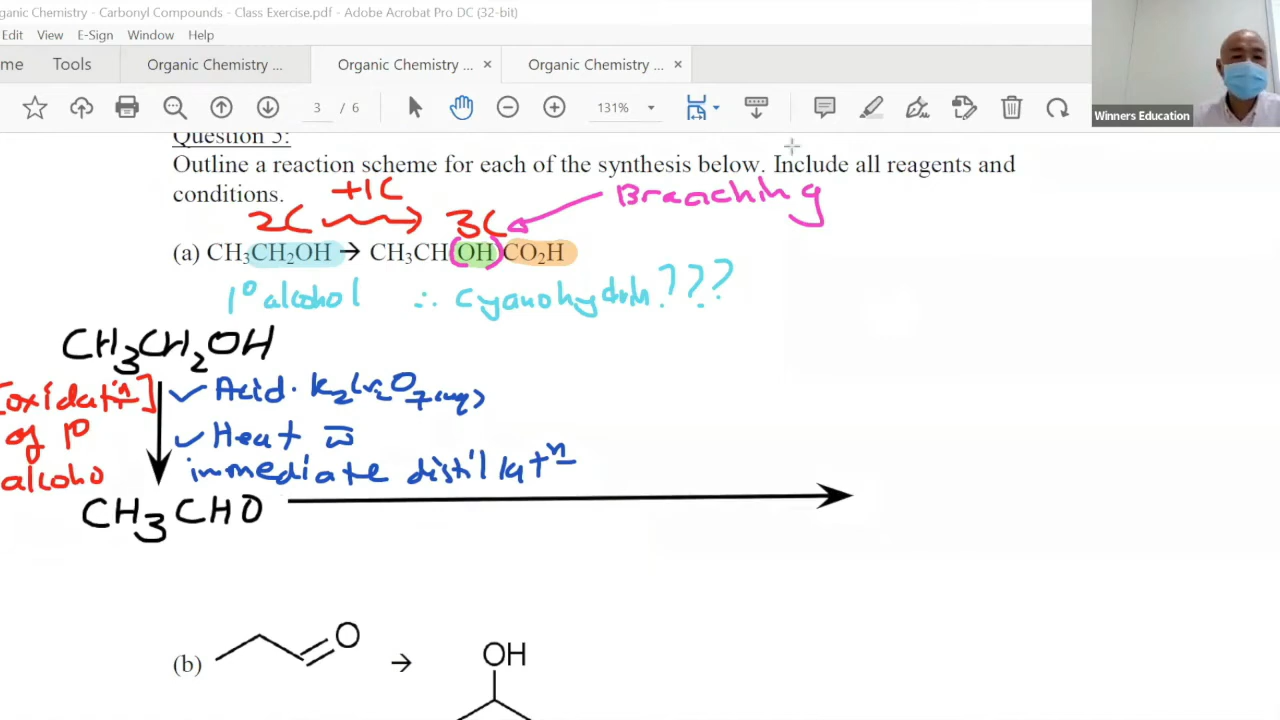 ganic Chemistry - Carbonyl Compounds - Class Exercise.pdf - Adobe Acrobat Pro DC (32-bit)
Edit View E-Sign Window Help
me Tools Organic Chemistry ... Organic Chemistry ... × Organic Chemistry ... ×
3 / 6 131%
Winners Education
Question 5:
Outline a reaction scheme for each of the synthesis below. Include all reagents and
conditions.
+1C
Branching
2C 3C
(a) CH3CH2OH → CH3CH(OH)CO2H
1° alcohol ∴ cyanohydrin???
CH3CH2OH
[oxidatn] ✓ Acid. K2Cr2O7(aq)
of 1° ✓ Heat w̄
alcoho immediate distillatn
CH3CHO
(b) O →
OH